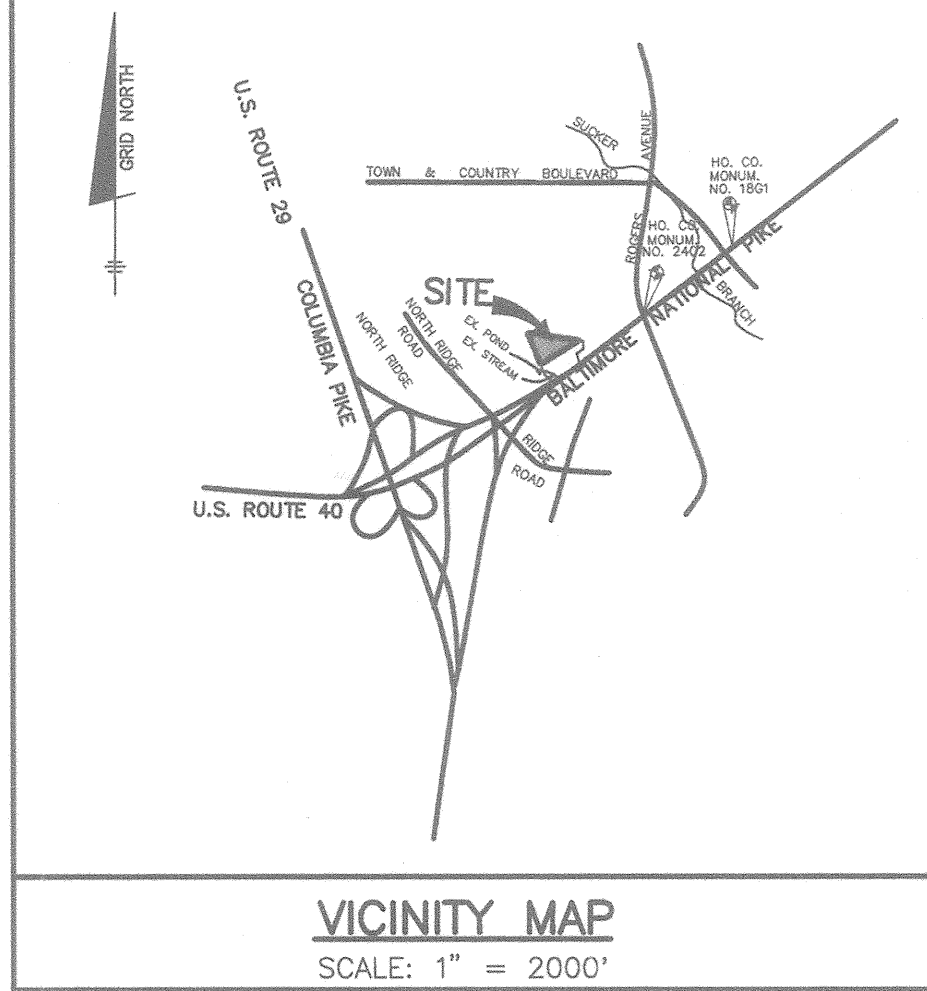 GRID NORTH
U.S. ROUTE 29
COLUMBIA PIKE
SUCKER
AVENUE
TOWN & COUNTRY BOULEVARD
HO. CO.
MONUM.
NO. 18G1
ROGERS
HO. CO.
MONUM.
NO. 2402
NATIONAL PIKE
BRANCH
SITE
EX. POND
EX. STREAM
BALTIMORE
NORTH RIDGE
ROAD
NORTH RIDGE
RIDGE
ROAD
U.S. ROUTE 40
VICINITY MAP
SCALE: 1" = 2000'